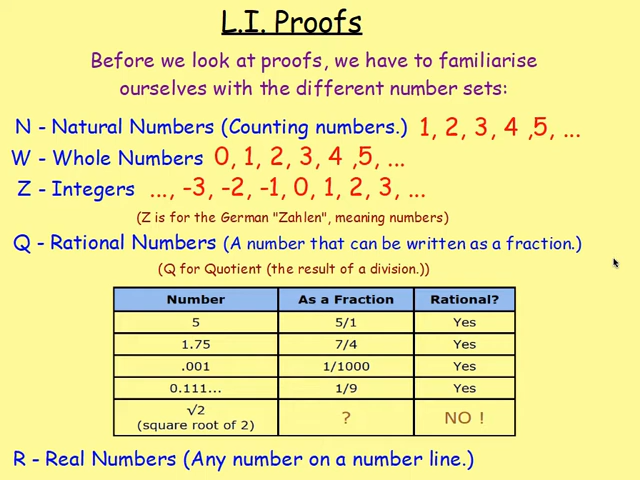 L.I. Proofs
Before we look at proofs, we have to familiarise
ourselves with the different number sets:
N - Natural Numbers (Counting numbers.) 1, 2, 3, 4 ,5, ...
W - Whole Numbers 0, 1, 2, 3, 4 ,5, ...
Z - Integers ..., -3, -2, -1, 0, 1, 2, 3, ...
(Z is for the German "Zahlen", meaning numbers)
Q - Rational Numbers (A number that can be written as a fraction.)
(Q for Quotient (the result of a division.))
Number As a Fraction Rational?
5 5/1 Yes
1.75 7/4 Yes
.001 1/1000 Yes
0.111... 1/9 Yes
√2
(square root of 2) ? NO !
R - Real Numbers (Any number on a number line.)